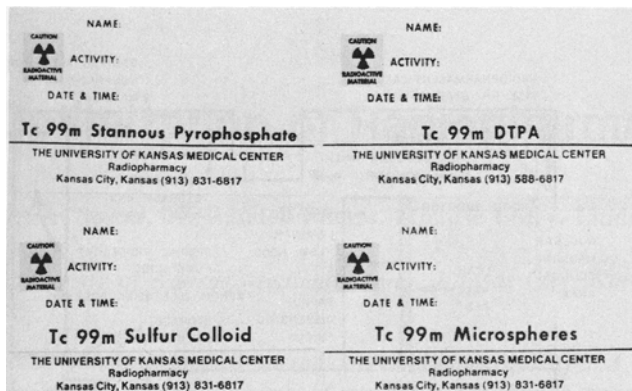 NAME:
CAUTION
ACTIVITY:
RADIOACTIVE
MATERIAL
DATE & TIME:
Tc 99m Stannous Pyrophosphate
THE UNIVERSITY OF KANSAS MEDICAL CENTER
Radiopharmacy
Kansas City, Kansas (913) 831-6817
NAME:
CAUTION
ACTIVITY:
RADIOACTIVE
MATERIAL
DATE & TIME:
Tc 99m DTPA
THE UNIVERSITY OF KANSAS MEDICAL CENTER
Radiopharmacy
Kansas City, Kansas (913) 588-6817
NAME:
CAUTION
ACTIVITY:
RADIOACTIVE
MATERIAL
DATE & TIME:
Tc 99m Sulfur Colloid
THE UNIVERSITY OF KANSAS MEDICAL CENTER
Radiopharmacy
Kansas City, Kansas (913) 831-6817
NAME:
CAUTION
ACTIVITY:
RADIOACTIVE
MATERIAL
DATE & TIME:
Tc 99m Microspheres
THE UNIVERSITY OF KANSAS MEDICAL CENTER
Radiopharmacy
Kansas City, Kansas (913) 831-6817